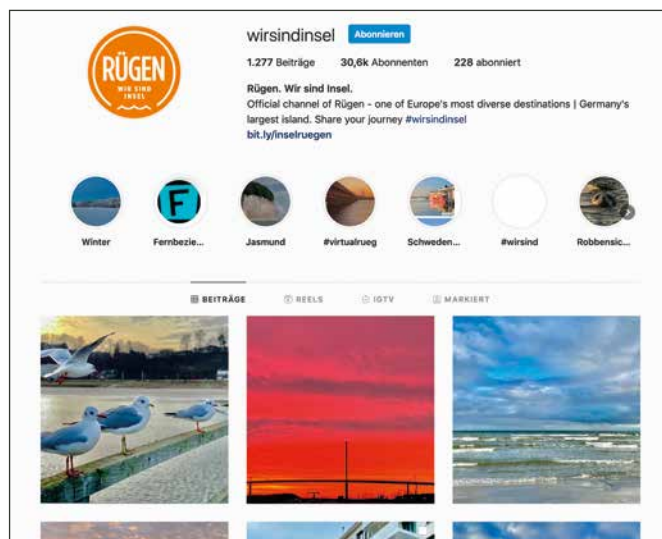 RÜGEN
WIR SIND
INSEL
wirsindinsel Abonnieren
1.277 Beiträge 30,6k Abonnenten 228 abonniert
Rügen. Wir sind Insel.
Official channel of Rügen - one of Europe's most diverse destinations | Germany's
largest island. Share your journey #wirsindinsel
bit.ly/inselruegen
F
Winter Fernbezie... Jasmund #virtualrueg Schweden... #wirsind Robbensic...
BEITRÄGE REELS IGTV MARKIERT